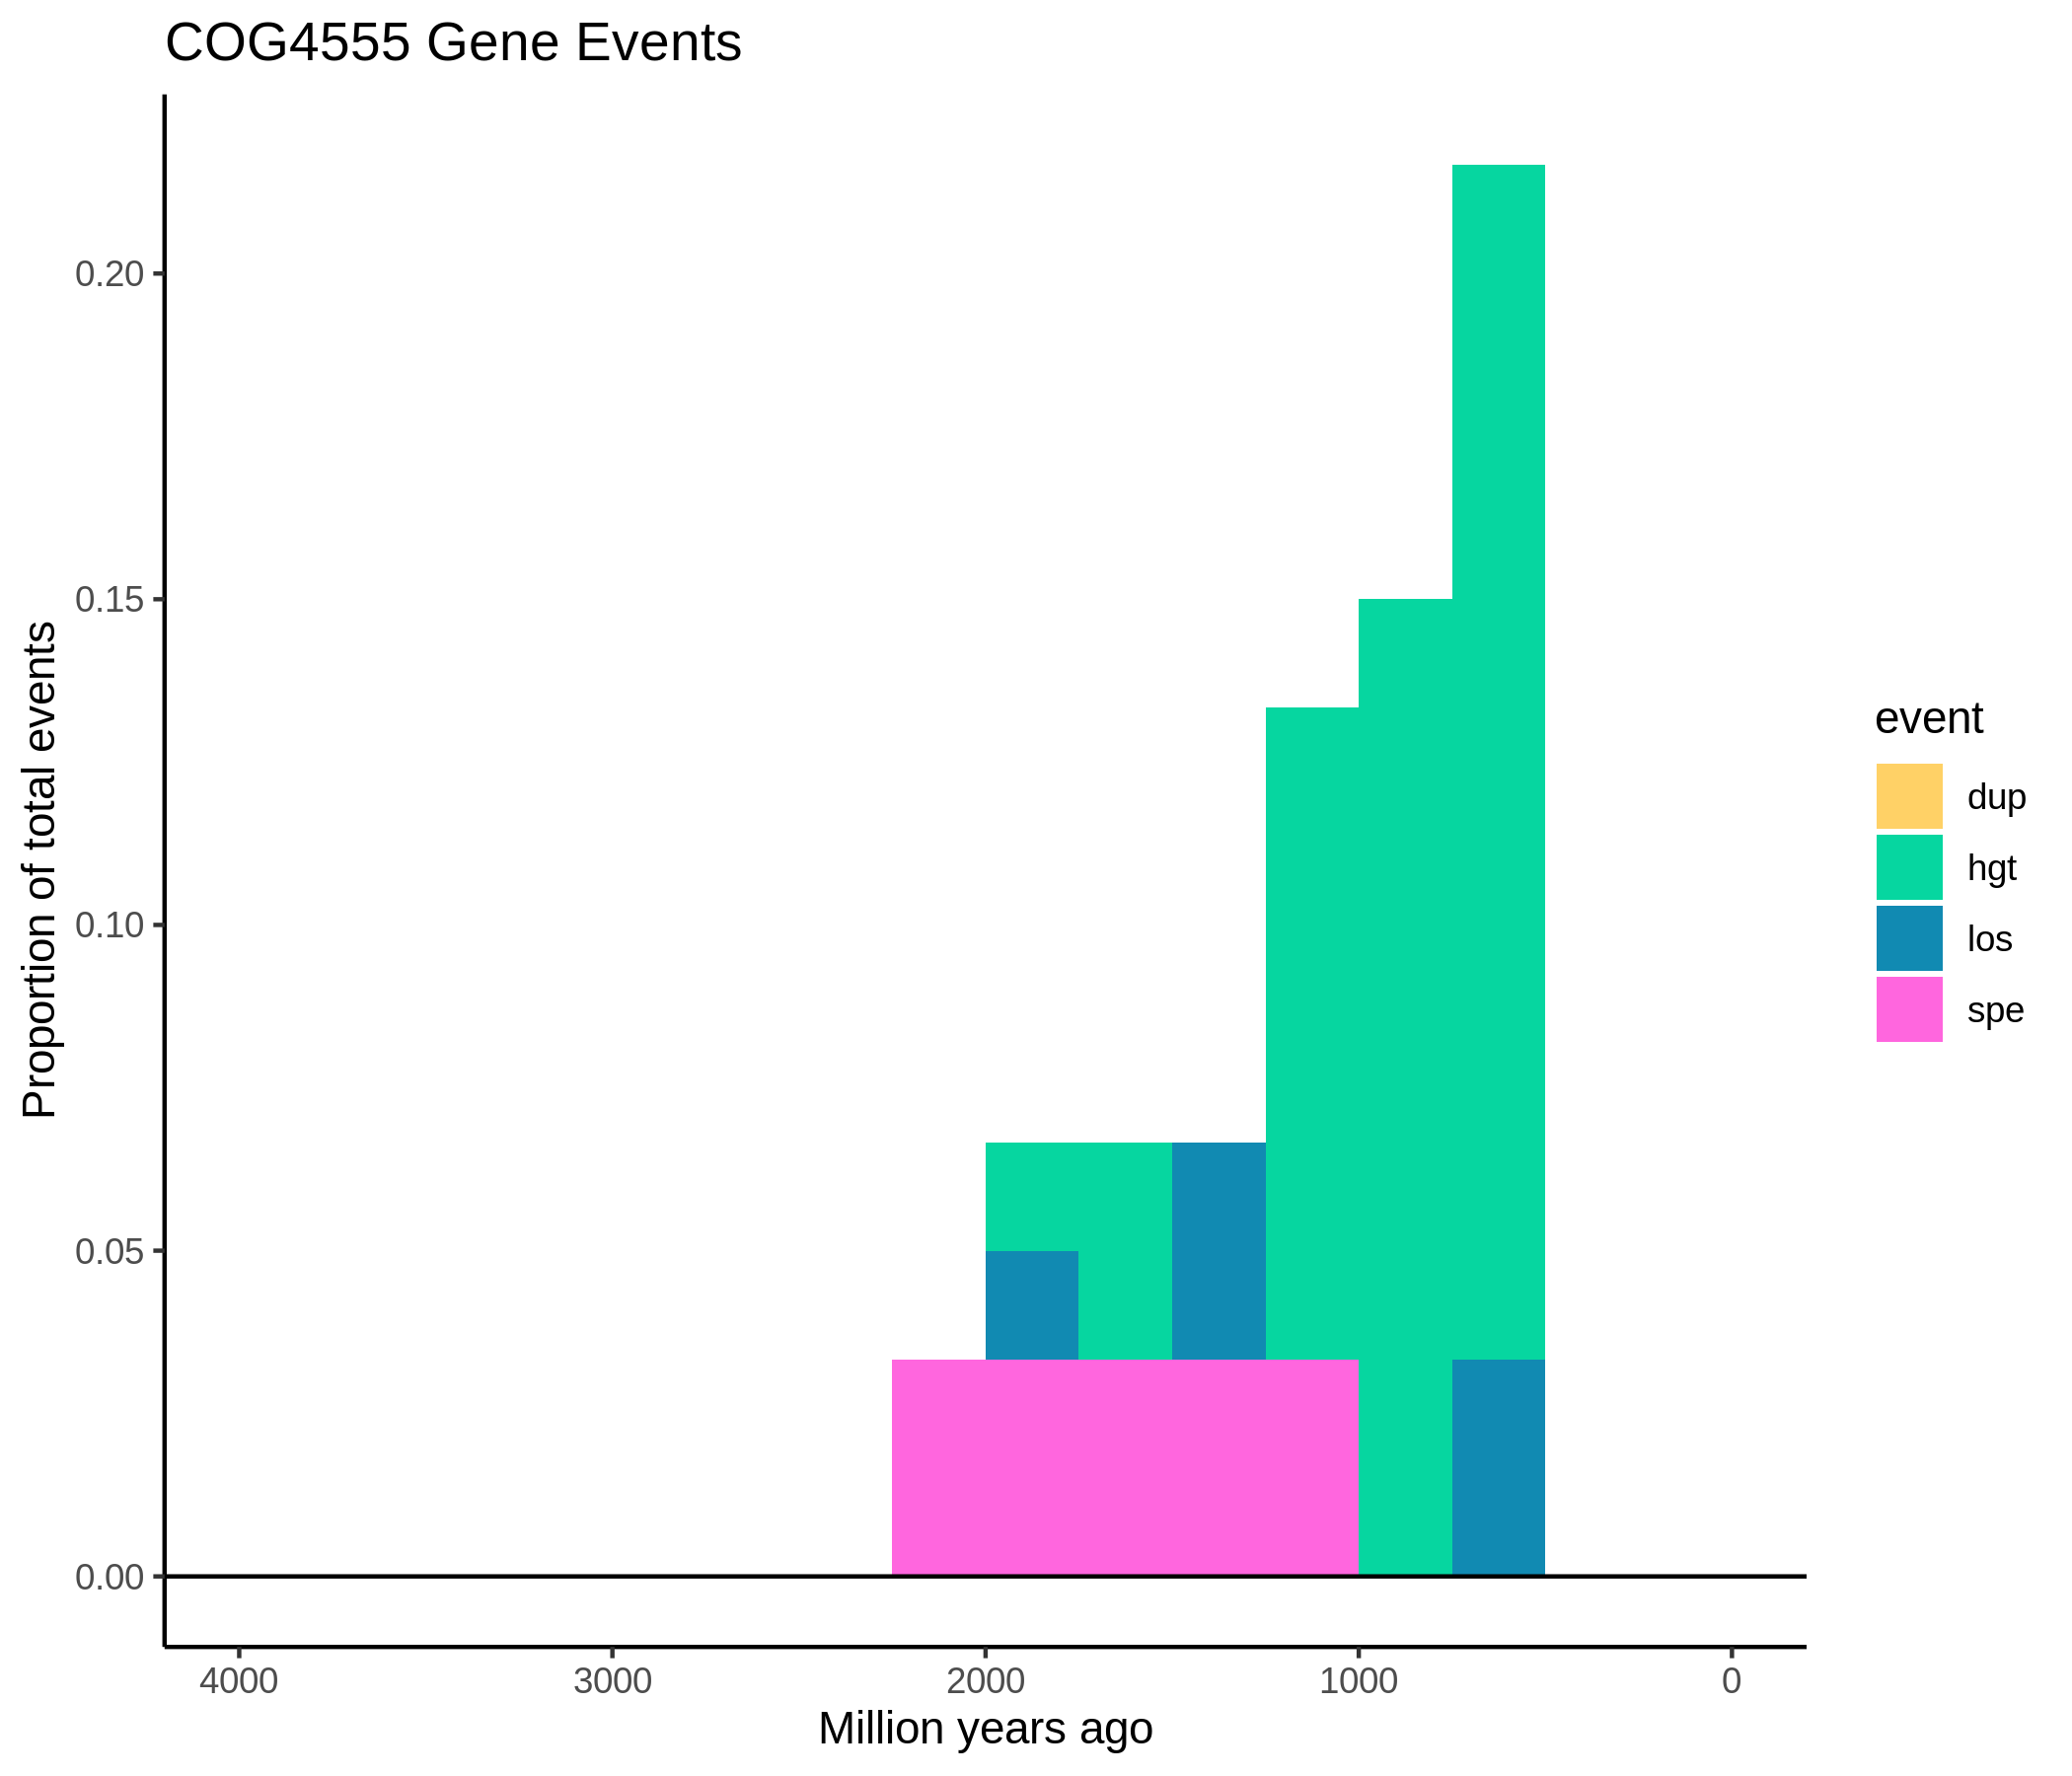 COG4555 Gene Events
Proportion of total events
0.20
0.15
0.10
0.05
0.00
4000 3000 2000 1000 0
Million years ago
event
dup
hgt
los
spe